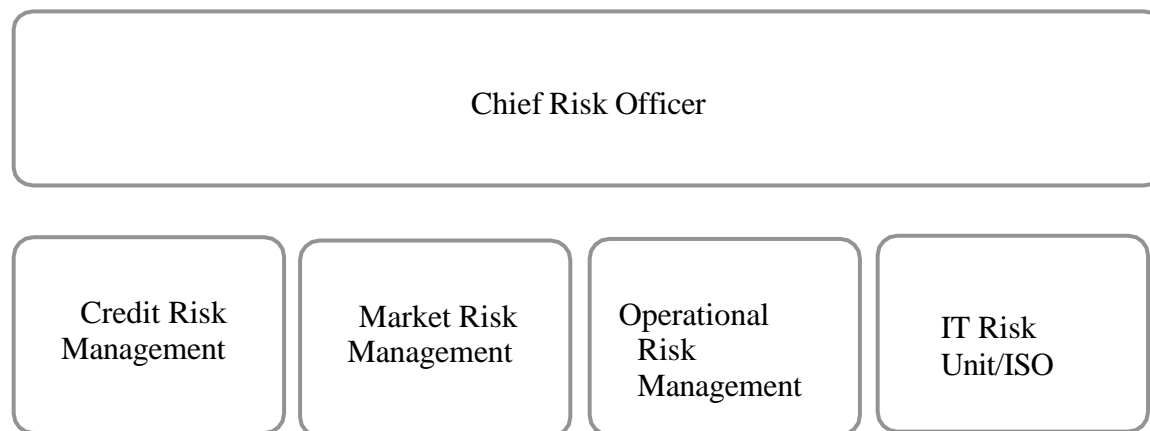 Chief Risk Officer
Credit Risk
Management
Market Risk
Management
Operational
Risk
Management
IT Risk
Unit/ISO